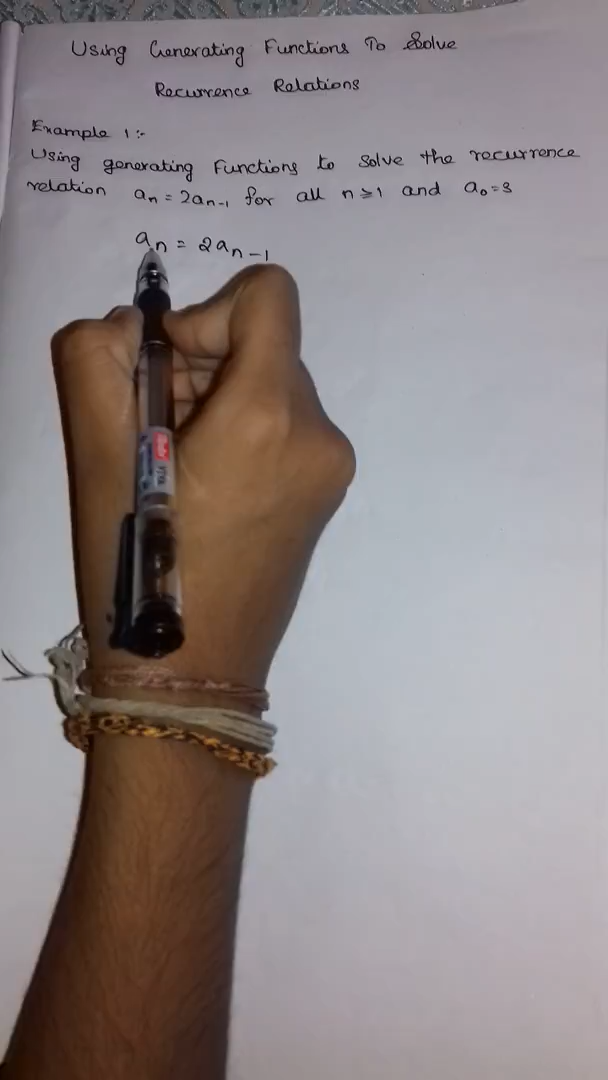 Using Generating Functions To Solve
Recurrence Relations
Example 1:-
Using generating Functions to solve the recurrence
relation aₙ = 2aₙ₋₁ for all n ≥ 1 and a₀ = 3
aₙ = 2aₙ₋₁